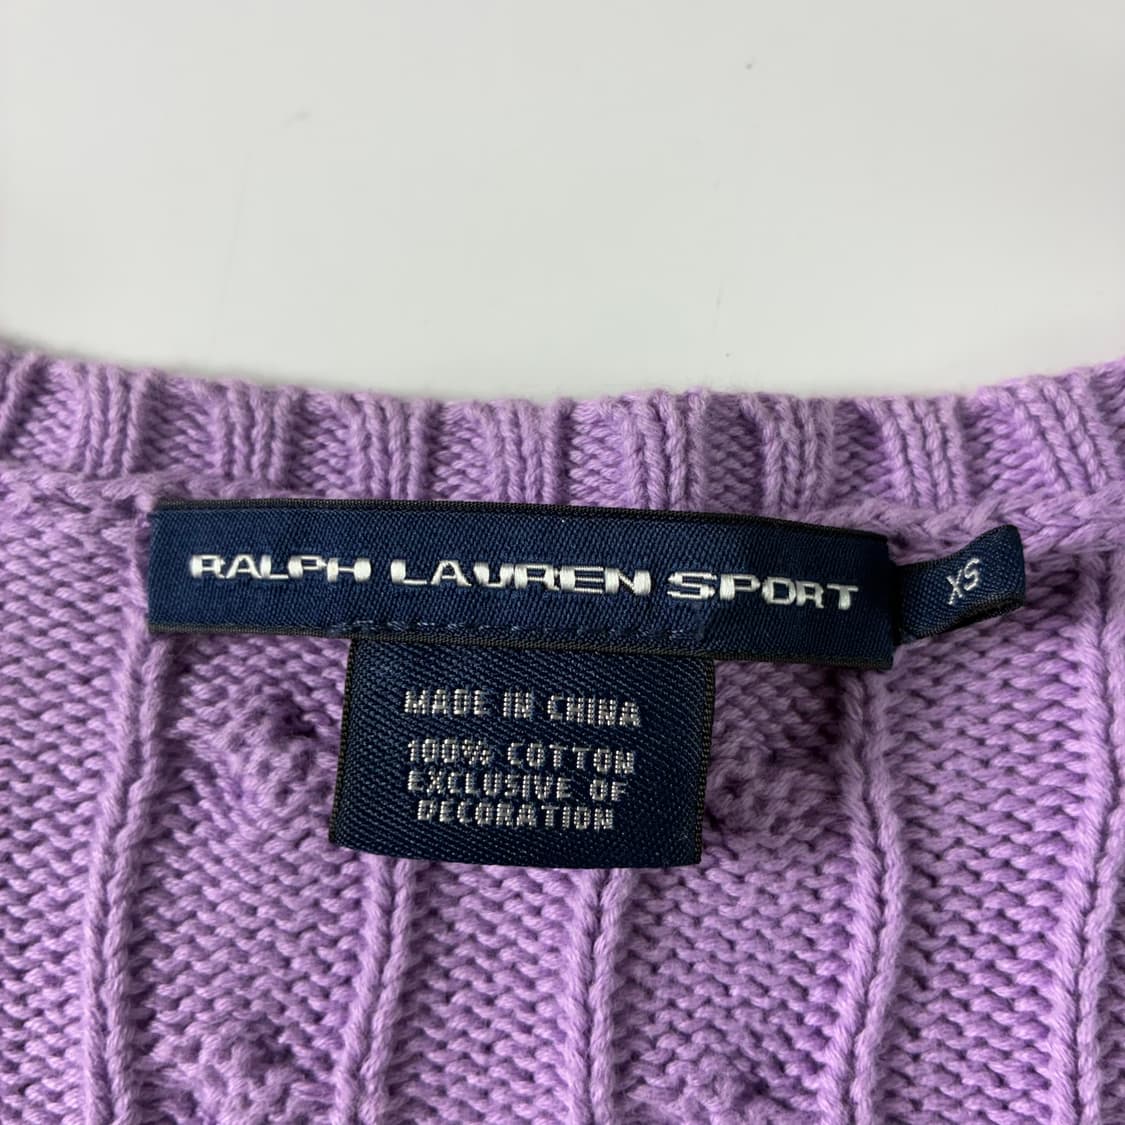 RALPH LAUREN SPORT
XS
MADE IN CHINA
100% COTTON
EXCLUSIVE OF
DECORATION